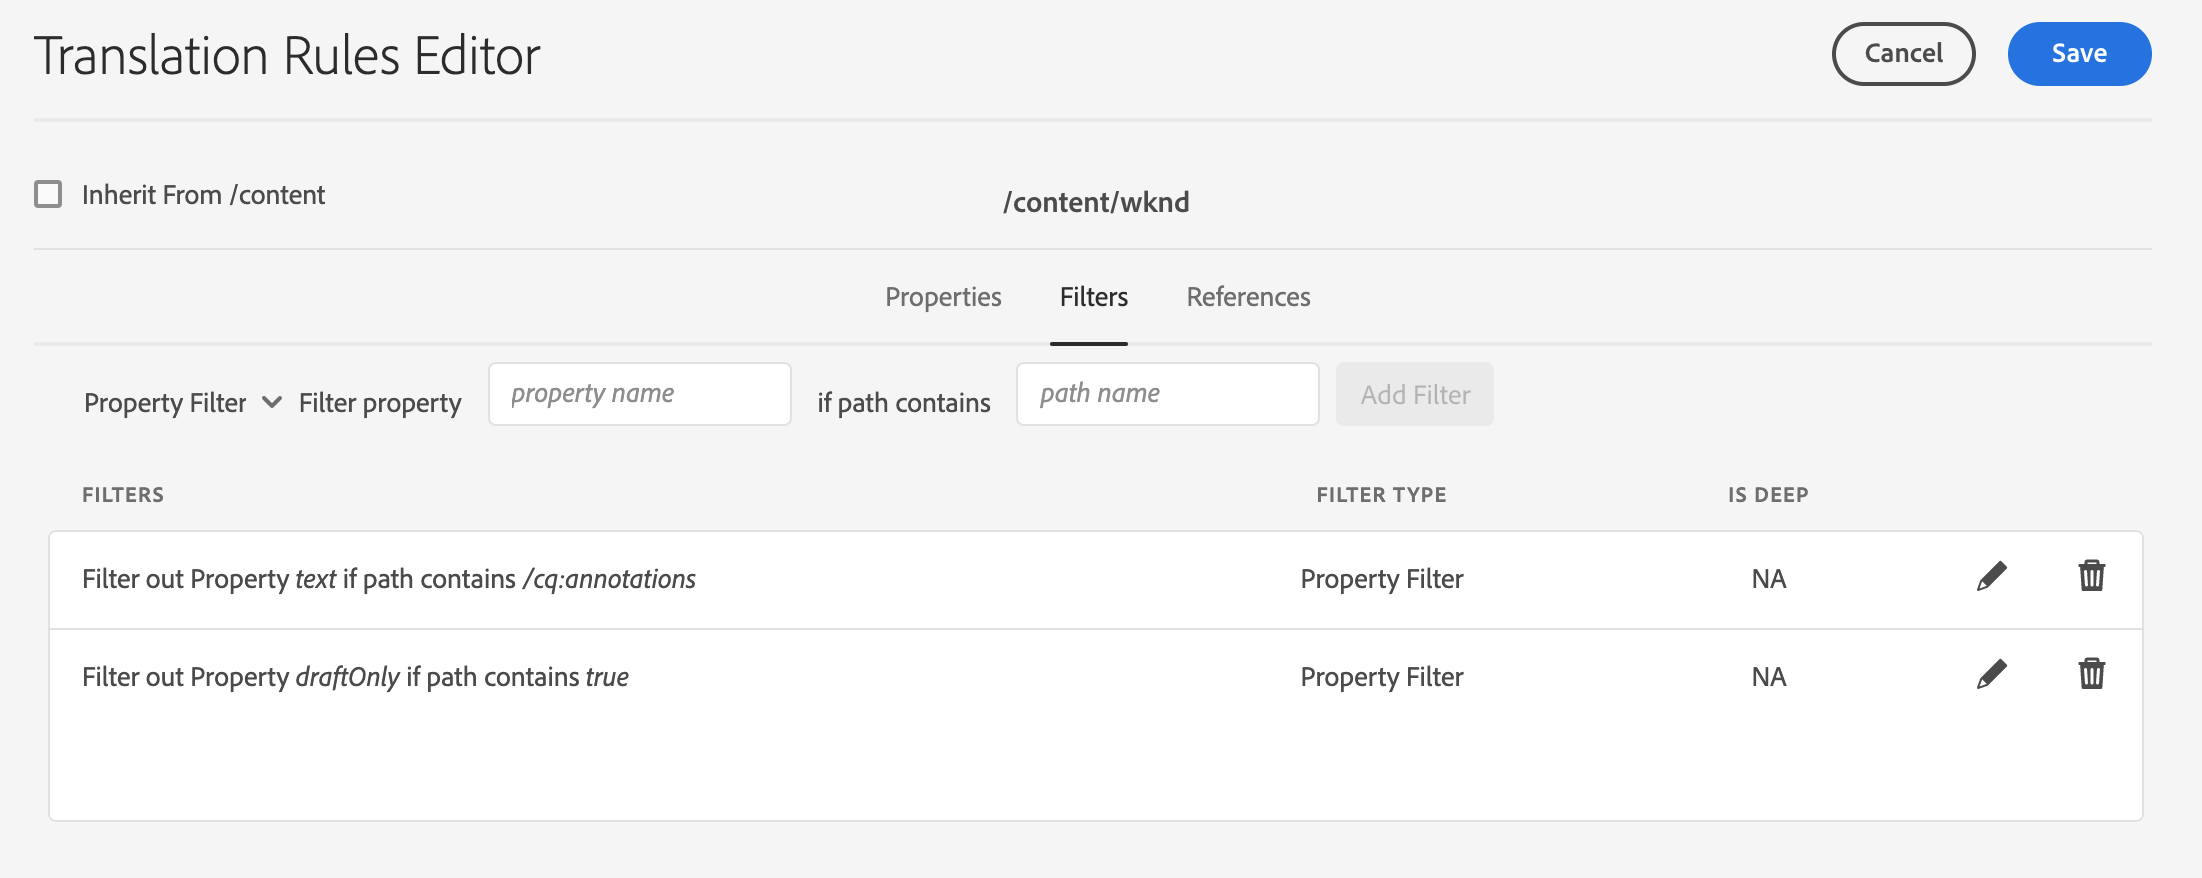 Translation Rules Editor Cancel Save
Inherit From /content
/content/wknd
Properties Filters References
Property Filter Filter property property name if path contains path name Add Filter
FILTERS FILTER TYPE IS DEEP
Filter out Property text if path contains /cq:annotations Property Filter NA
Filter out Property draftOnly if path contains true Property Filter NA